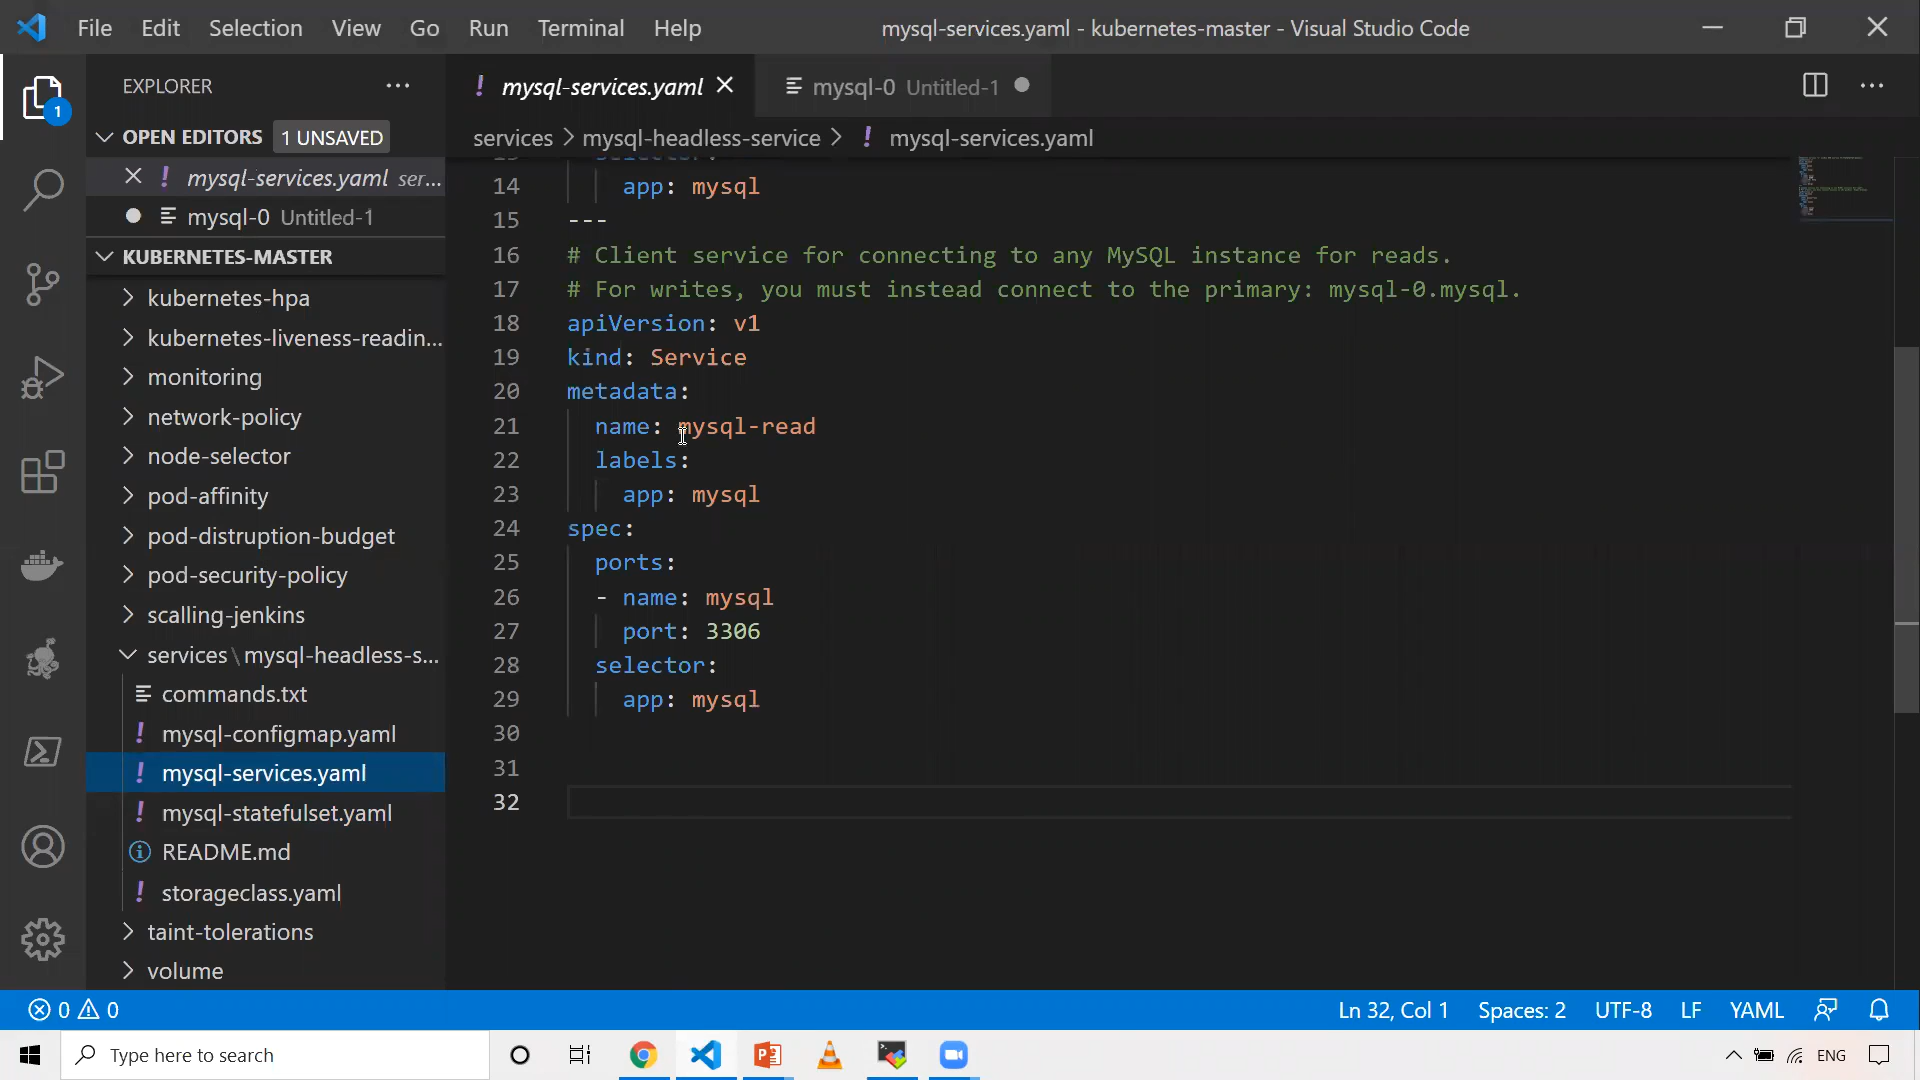 File Edit Selection View Go Run Terminal Help
mysql-services.yaml - kubernetes-master - Visual Studio Code
1
EXPLORER
OPEN EDITORS 1 UNSAVED
mysql-services.yaml ser...
mysql-0 Untitled-1
KUBERNETES-MASTER
kubernetes-hpa
kubernetes-liveness-readin...
monitoring
network-policy
node-selector
pod-affinity
pod-distruption-budget
pod-security-policy
scalling-jenkins
services\mysql-headless-s...
commands.txt
mysql-configmap.yaml
mysql-services.yaml
mysql-statefulset.yaml
README.md
storageclass.yaml
taint-tolerations
volume
mysql-services.yaml
mysql-0 Untitled-1
services > mysql-headless-service > ! mysql-services.yaml
14 app: mysql
15 ---
16 # Client service for connecting to any MySQL instance for reads.
17 # For writes, you must instead connect to the primary: mysql-0.mysql.
18 apiVersion: v1
19 kind: Service
20 metadata:
21 name: mysql-read
22 labels:
23 app: mysql
24 spec:
25 ports:
26 - name: mysql
27 port: 3306
28 selector:
29 app: mysql
30
31
32
0 0
Ln 32, Col 1 Spaces: 2 UTF-8 LF YAML
Type here to search
ENG